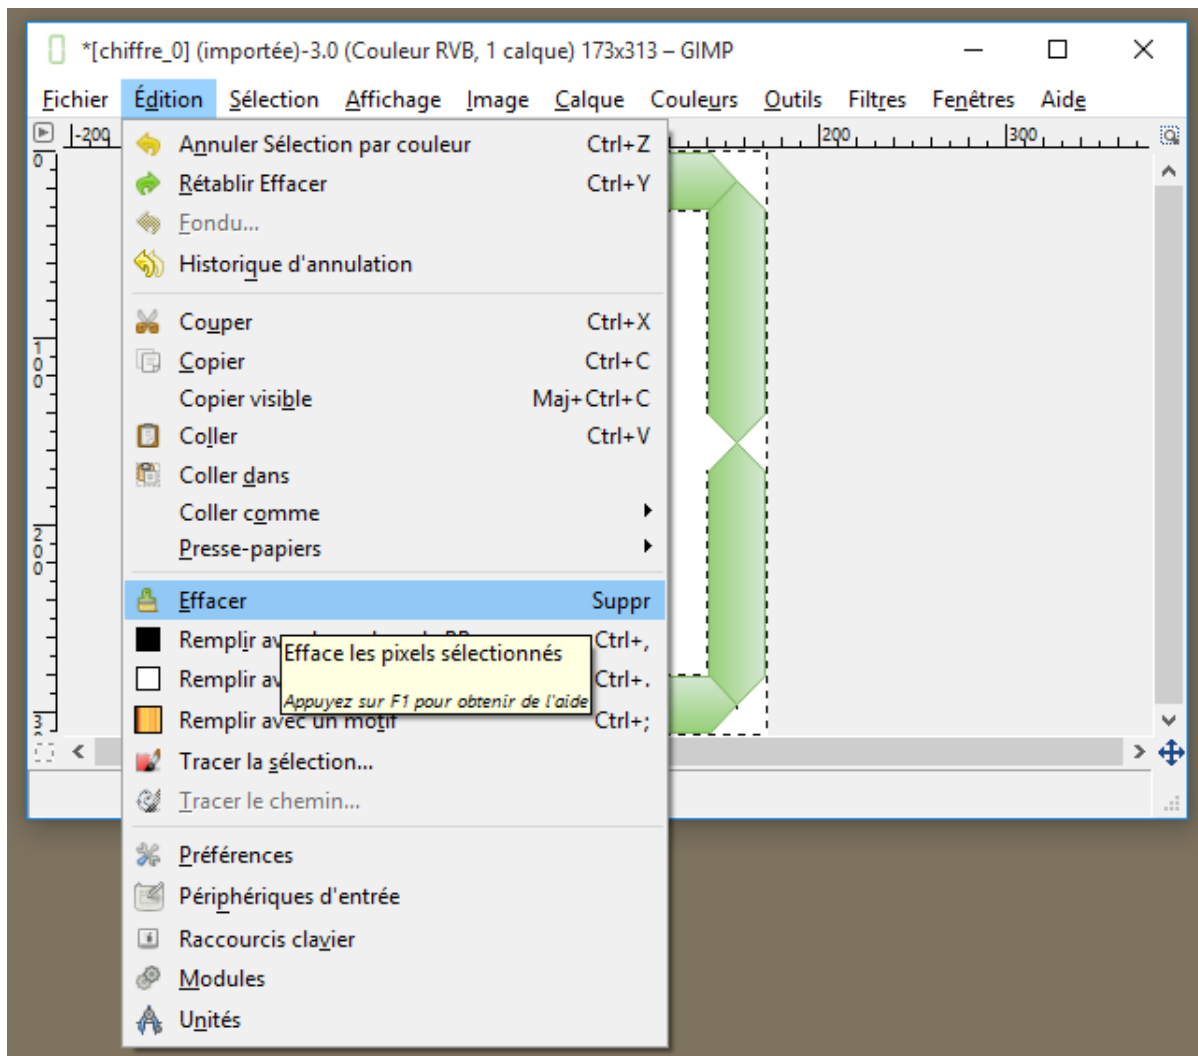 *[chiffre_0] (importée)-3.0 (Couleur RVB, 1 calque) 173x313 – GIMP
Fichier Édition Sélection Affichage Image Calque Couleurs Outils Filtres Fenêtres Aide
-200 200 300
0
Annuler Sélection par couleur Ctrl+Z
Rétablir Effacer Ctrl+Y
Fondu...
Historique d'annulation
Couper Ctrl+X
100
Copier Ctrl+C
Copier visible Maj+Ctrl+C
Coller Ctrl+V
Coller dans
Coller comme
200
Presse-papiers
Effacer Suppr
Remplir Ctrl+,
Efface les pixels sélectionnés
Remplir Ctrl+.
Appuyez sur F1 pour obtenir de l'aide
Remplir avec un motif Ctrl+;
3
Tracer la sélection...
Tracer le chemin...
Préférences
Périphériques d'entrée
Raccourcis clavier
Modules
Unités